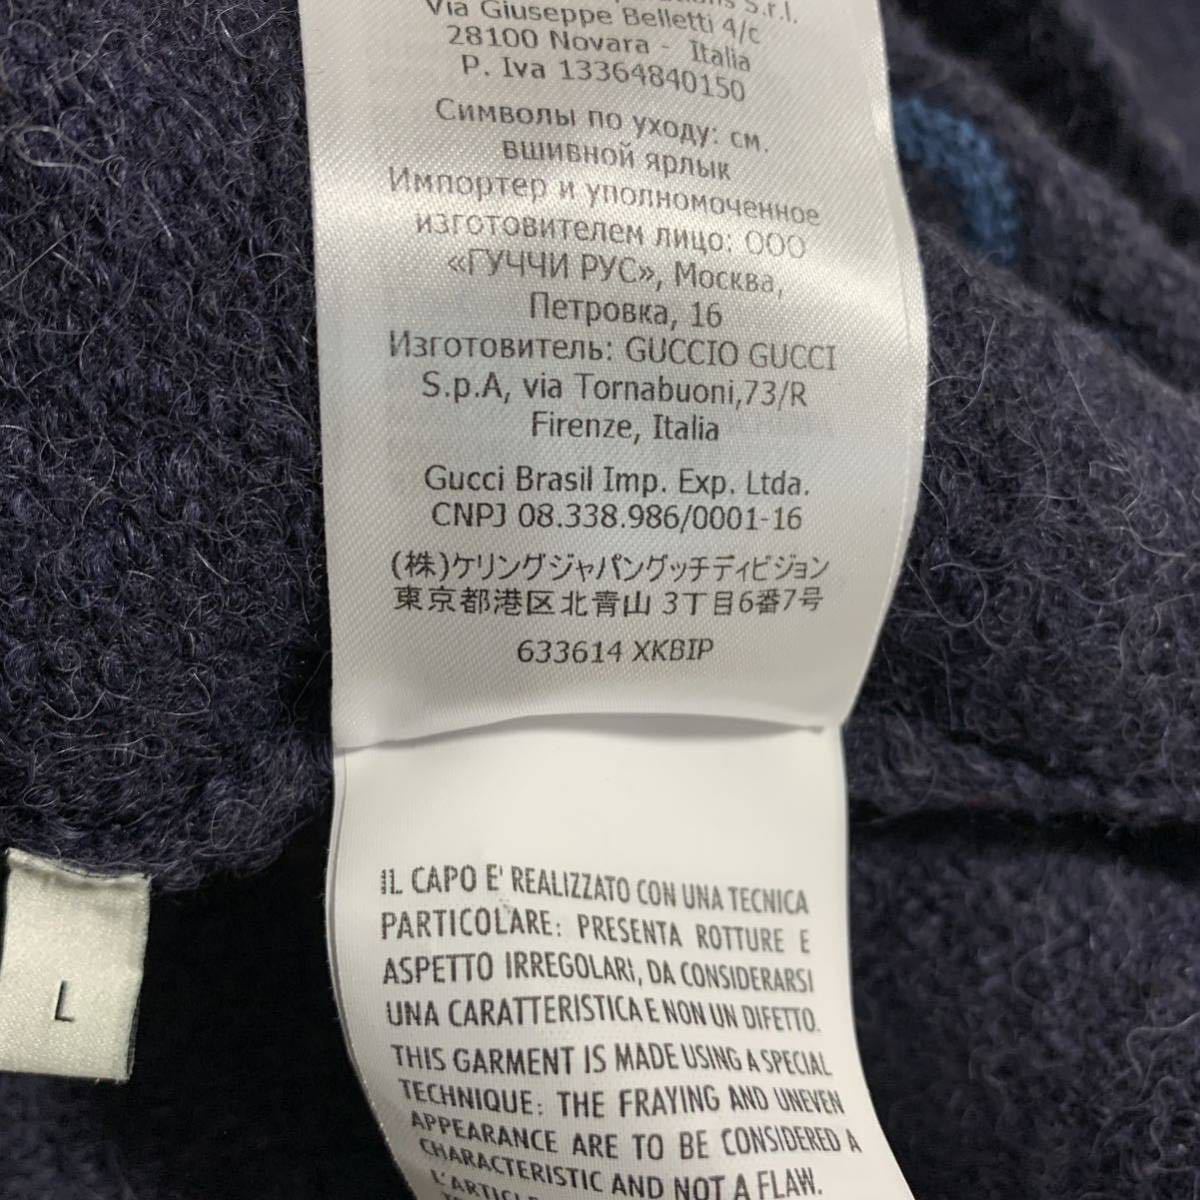 S.r.l.
Via Giuseppe Belletti 4/c
28100 Novara - Italia
P. Iva 13364840150
Символы по уходу: см.
вшивной ярлык
Импортер и уполномоченное
изготовителем лицо: ООО
«ГУЧЧИ РУС», Москва,
Петровка, 16
Изготовитель: GUCCIO GUCCI
S.p.A, via Tornabuoni,73/R
Firenze, Italia
Gucci Brasil Imp. Exp. Ltda.
CNPJ 08.338.986/0001-16
(株)ケリングジャパングッチディビジョン
東京都港区北青山3丁目6番7号
633614 XKBIP
IL CAPO E' REALIZZATO CON UNA TECNICA
PARTICOLARE: PRESENTA ROTTURE E
ASPETTO IRREGOLARI, DA CONSIDERARSI
UNA CARATTERISTICA E NON UN DIFETTO.
THIS GARMENT IS MADE USING A SPECIAL
TECHNIQUE: THE FRAYING AND UNEVEN
APPEARANCE ARE TO BE CONSIDERED A
CHARACTERISTIC AND NOT A FLAW.
L'ARTICLE
L